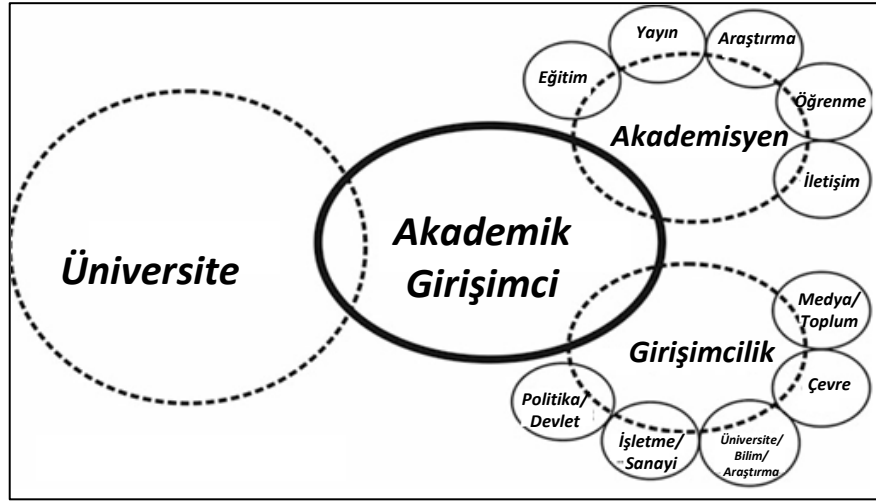 Üniversite
Akademik
Girişimci
Akademisyen
Eğitim
Yayın
Araştırma
Öğrenme
İletişim
Girişimcilik
Medya/
Toplum
Çevre
Üniversite/
Bilim/
Araştırma
İşletme/
Sanayi
Politika/
Devlet